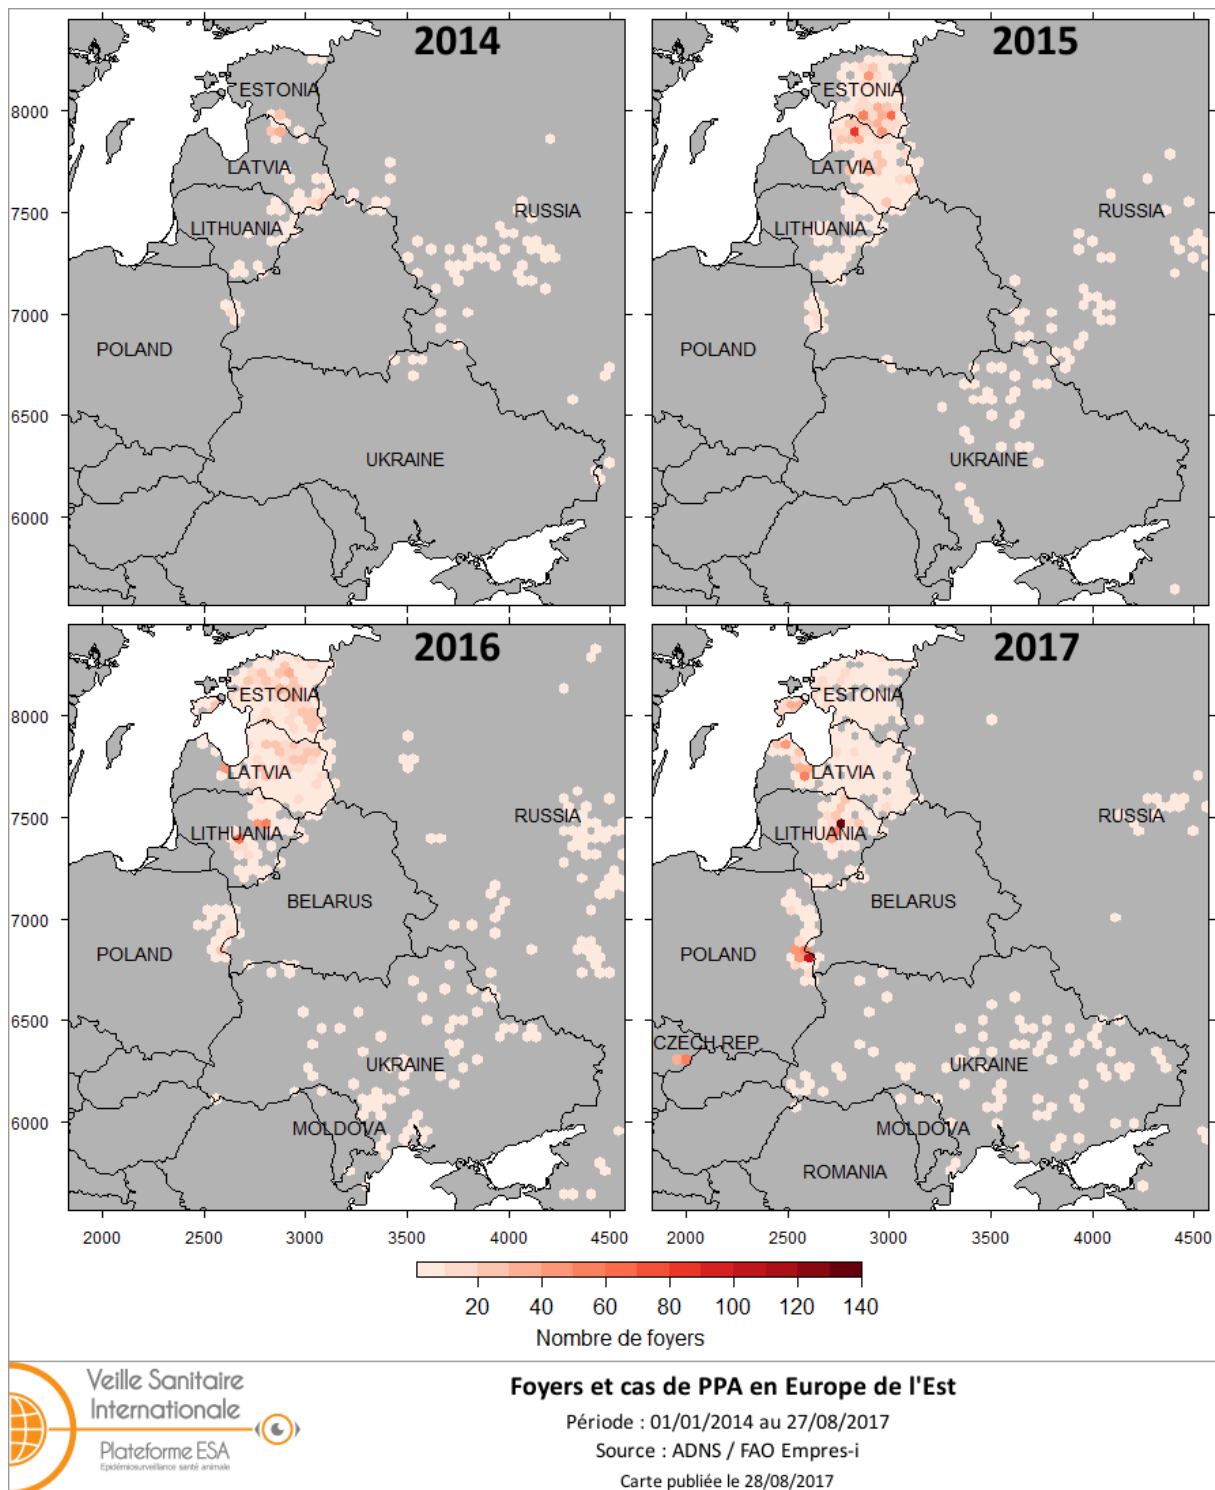 2014
ESTONIA
LATVIA
LITHUANIA
RUSSIA
POLAND
UKRAINE
8000
7500
7000
6500
6000
2015
ESTONIA
LATVIA
LITHUANIA
RUSSIA
POLAND
UKRAINE
2016
ESTONIA
LATVIA
LITHUANIA
RUSSIA
BELARUS
POLAND
UKRAINE
MOLDOVA
8000
7500
7000
6500
6000
2000 2500 3000 3500 4000 4500
2017
ESTONIA
LATVIA
LITHUANIA
RUSSIA
BELARUS
POLAND
CZECH REP
UKRAINE
MOLDOVA
ROMANIA
2000 2500 3000 3500 4000 4500
20 40 60 80 100 120 140
Nombre de foyers
Veille Sanitaire
Internationale
Plateforme ESA
Epidémiosurveillance santé animale
Foyers et cas de PPA en Europe de l'Est
Période : 01/01/2014 au 27/08/2017
Source : ADNS / FAO Empres-i
Carte publiée le 28/08/2017